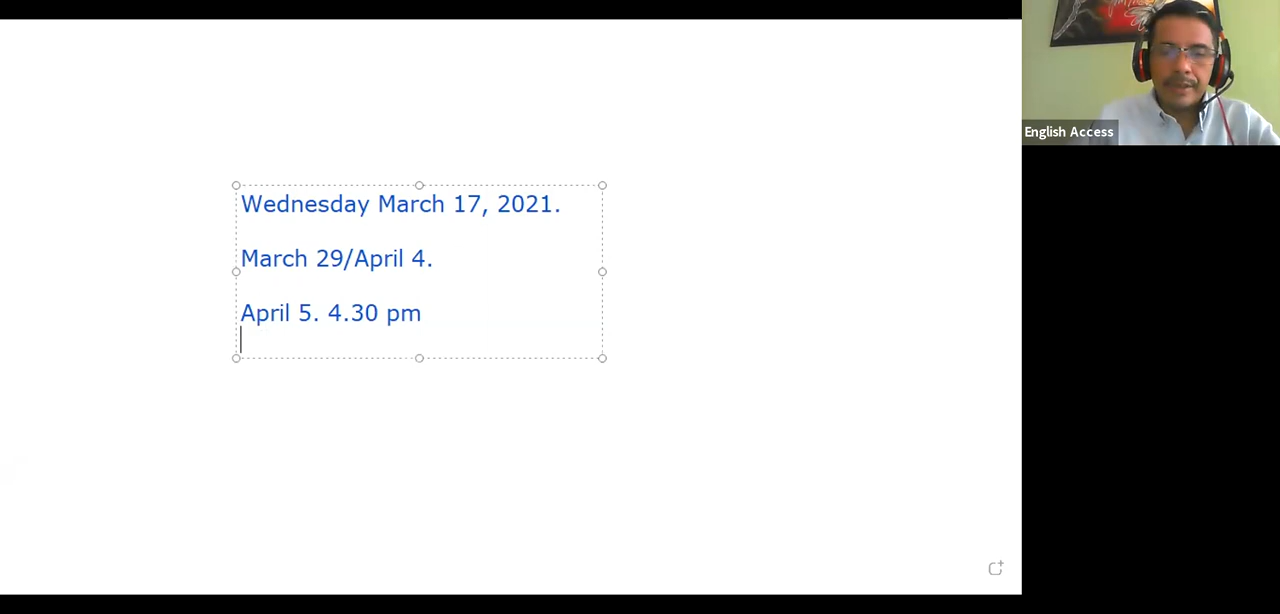 Wednesday March 17, 2021.
March 29/April 4.
April 5. 4.30 pm
English Access